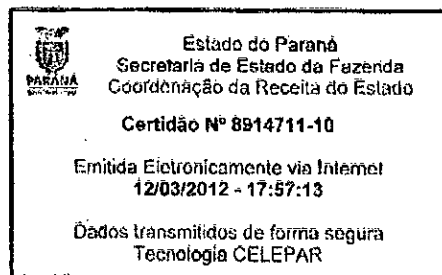 PARANÁ
Estado do Paraná
Secretaria de Estado da Fazenda
Coordenação da Receita do Estado
Certidão Nº 8914711-10
Emitida Eletronicamente via Internet
12/03/2012 - 17:57:13
Dados transmitidos de forma segura
Tecnologia CELEPAR